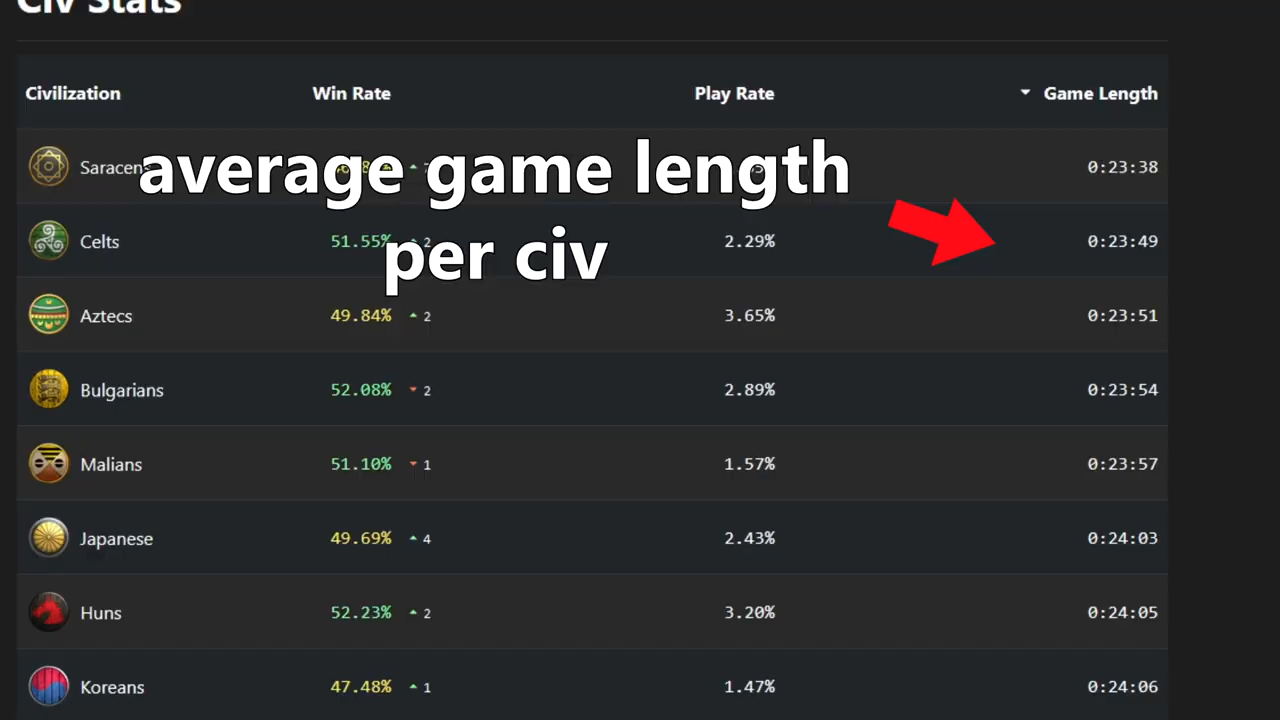 Civ Stats
Civilization Win Rate Play Rate Game Length
Saracens 0:23:38
average game length
per civ
Celts 51.55% 2 2.29% 0:23:49
Aztecs 49.84% 2 3.65% 0:23:51
Bulgarians 52.08% 2 2.89% 0:23:54
Malians 51.10% 1 1.57% 0:23:57
Japanese 49.69% 4 2.43% 0:24:03
Huns 52.23% 2 3.20% 0:24:05
Koreans 47.48% 1 1.47% 0:24:06